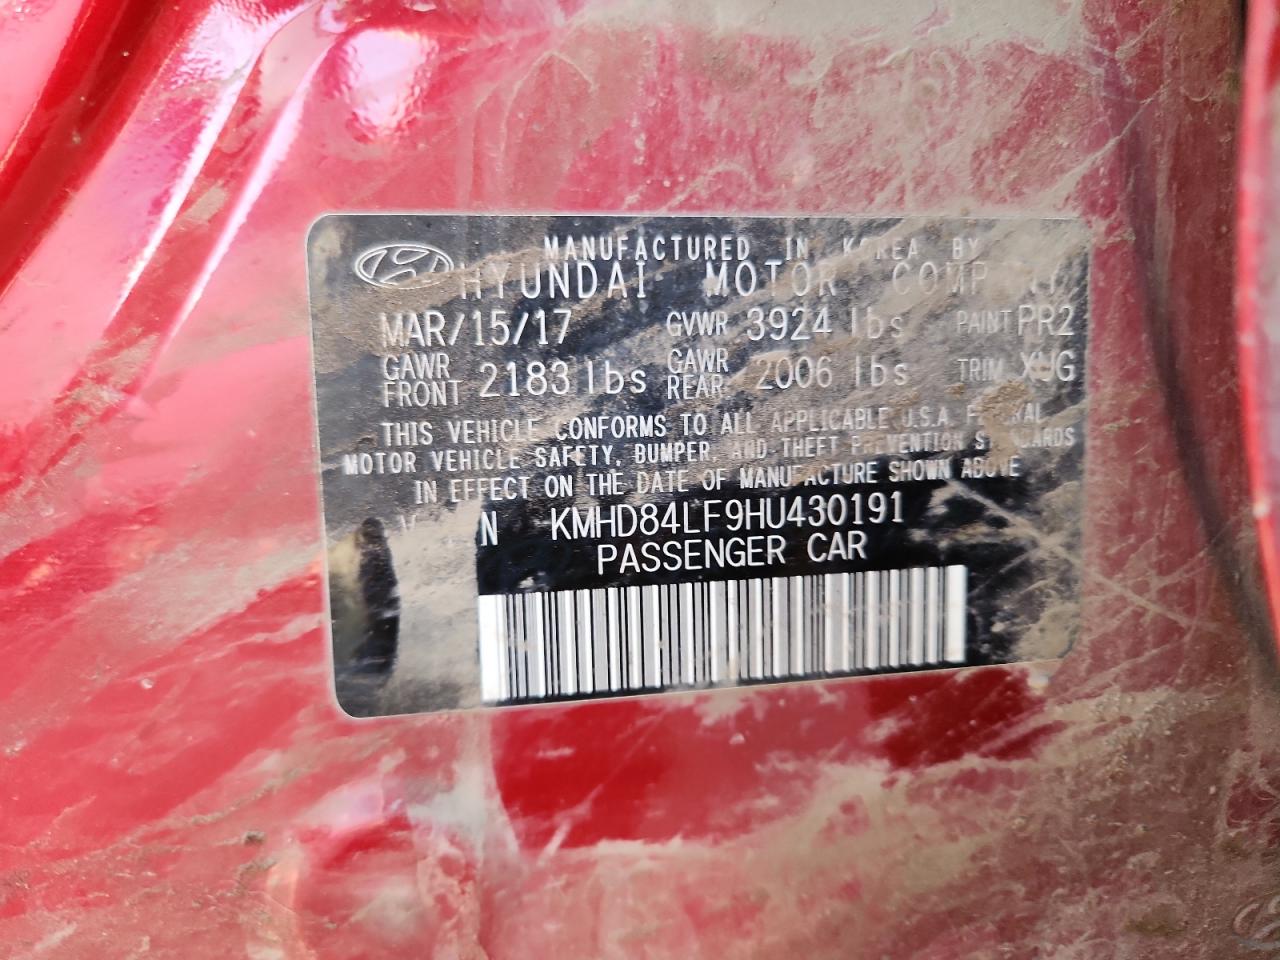 MANUFACTURED IN KOREA BY
HYUNDAI MOTOR COMPANY
MAR/15/17 GVWR 3924 lbs PAINT PR2
GAWR FRONT 2183 lbs GAWR REAR 2006 lbs TRIM XUG
THIS VEHICLE CONFORMS TO ALL APPLICABLE U.S.A. FEDERAL
MOTOR VEHICLE SAFETY, BUMPER, AND THEFT PREVENTION STANDARDS
IN EFFECT ON THE DATE OF MANUFACTURE SHOWN ABOVE
KMHD84LF9HU430191
PASSENGER CAR